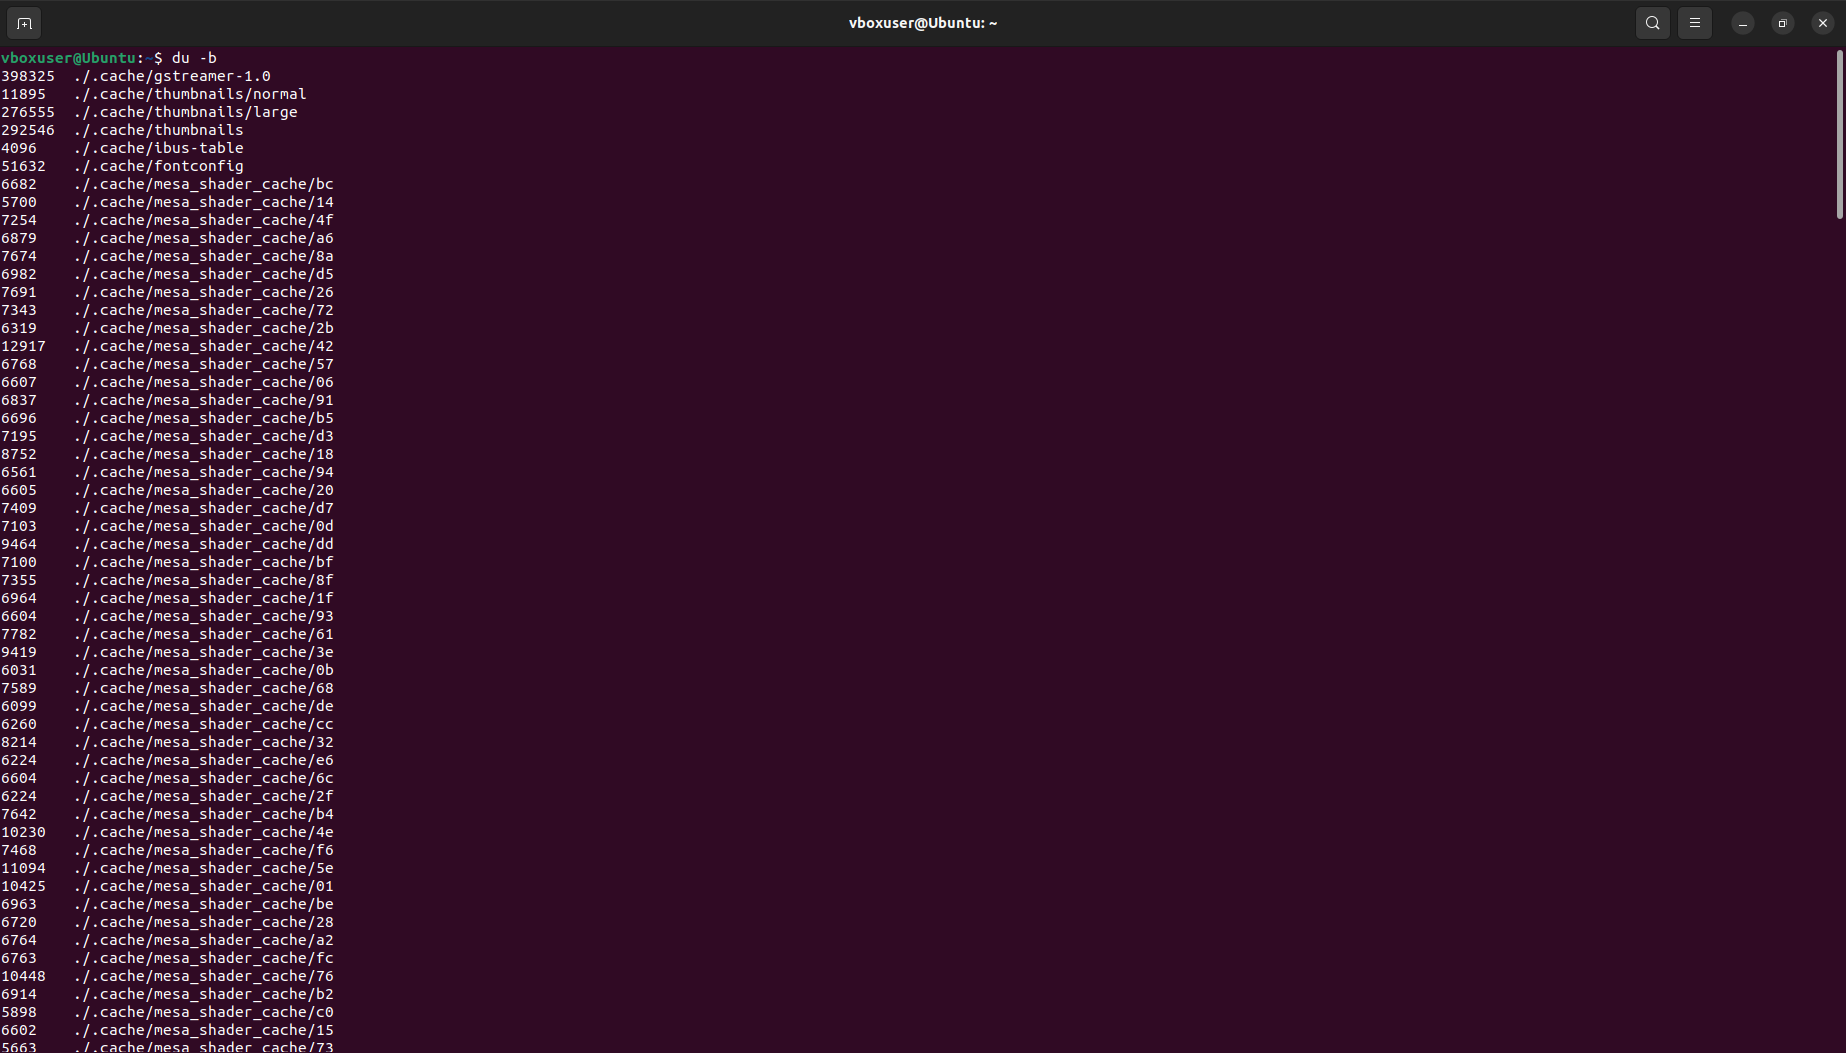 vboxuser@Ubuntu: ~
vboxuser@Ubuntu:~$ du -b
398325  ./.cache/gstreamer-1.0
11895   ./.cache/thumbnails/normal
276555  ./.cache/thumbnails/large
292546  ./.cache/thumbnails
4096    ./.cache/ibus-table
51632   ./.cache/fontconfig
6682    ./.cache/mesa_shader_cache/bc
5700    ./.cache/mesa_shader_cache/14
7254    ./.cache/mesa_shader_cache/4f
6879    ./.cache/mesa_shader_cache/a6
7674    ./.cache/mesa_shader_cache/8a
6982    ./.cache/mesa_shader_cache/d5
7691    ./.cache/mesa_shader_cache/26
7343    ./.cache/mesa_shader_cache/72
6319    ./.cache/mesa_shader_cache/2b
12917   ./.cache/mesa_shader_cache/42
6768    ./.cache/mesa_shader_cache/57
6607    ./.cache/mesa_shader_cache/06
6837    ./.cache/mesa_shader_cache/91
6696    ./.cache/mesa_shader_cache/b5
7195    ./.cache/mesa_shader_cache/d3
8752    ./.cache/mesa_shader_cache/18
6561    ./.cache/mesa_shader_cache/94
6605    ./.cache/mesa_shader_cache/20
7409    ./.cache/mesa_shader_cache/d7
7103    ./.cache/mesa_shader_cache/0d
9464    ./.cache/mesa_shader_cache/dd
7100    ./.cache/mesa_shader_cache/bf
7355    ./.cache/mesa_shader_cache/8f
6964    ./.cache/mesa_shader_cache/1f
6604    ./.cache/mesa_shader_cache/93
7782    ./.cache/mesa_shader_cache/61
9419    ./.cache/mesa_shader_cache/3e
6031    ./.cache/mesa_shader_cache/0b
7589    ./.cache/mesa_shader_cache/68
6099    ./.cache/mesa_shader_cache/de
6260    ./.cache/mesa_shader_cache/cc
8214    ./.cache/mesa_shader_cache/32
6224    ./.cache/mesa_shader_cache/e6
6604    ./.cache/mesa_shader_cache/6c
6224    ./.cache/mesa_shader_cache/2f
7642    ./.cache/mesa_shader_cache/b4
10230   ./.cache/mesa_shader_cache/4e
7468    ./.cache/mesa_shader_cache/f6
11094   ./.cache/mesa_shader_cache/5e
10425   ./.cache/mesa_shader_cache/01
6963    ./.cache/mesa_shader_cache/be
6720    ./.cache/mesa_shader_cache/28
6764    ./.cache/mesa_shader_cache/a2
6763    ./.cache/mesa_shader_cache/fc
10448   ./.cache/mesa_shader_cache/76
6914    ./.cache/mesa_shader_cache/b2
5898    ./.cache/mesa_shader_cache/c0
6602    ./.cache/mesa_shader_cache/15
5663    ./.cache/mesa_shader_cache/73